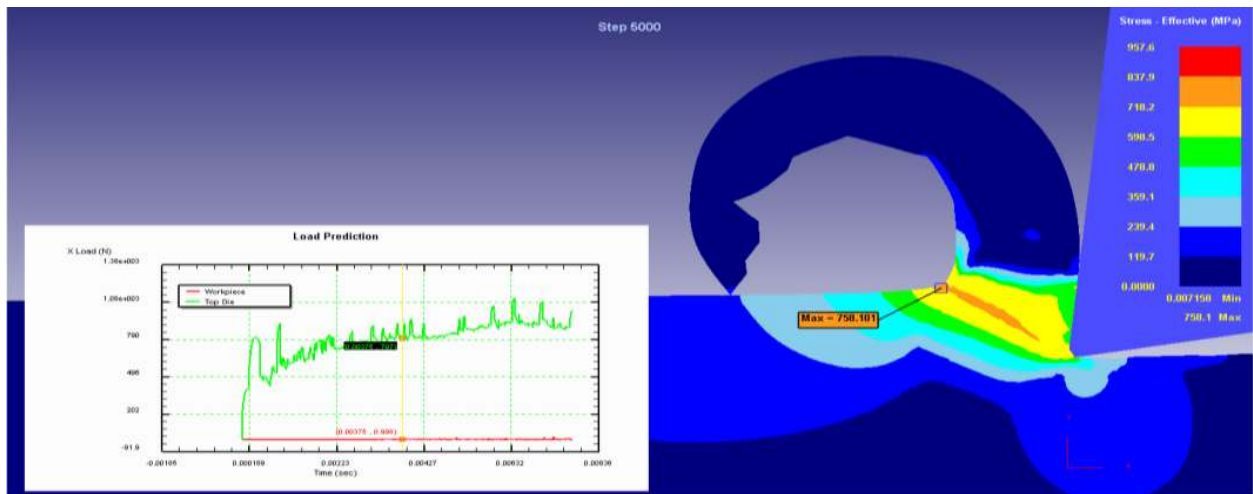 Step 5000
Stress - Effective (MPa)
957.6
837.9
718.2
598.5
478.8
359.1
239.4
119.7
0.0000
0.007158 Min
758.1 Max
Max = 758.101
Load Prediction
X Load (N)
790
496
202
-91.9
Workpiece
Top Die
-0.00186
0.000189
0.00223
0.00427
0.00632
0.00836
Time (sec)